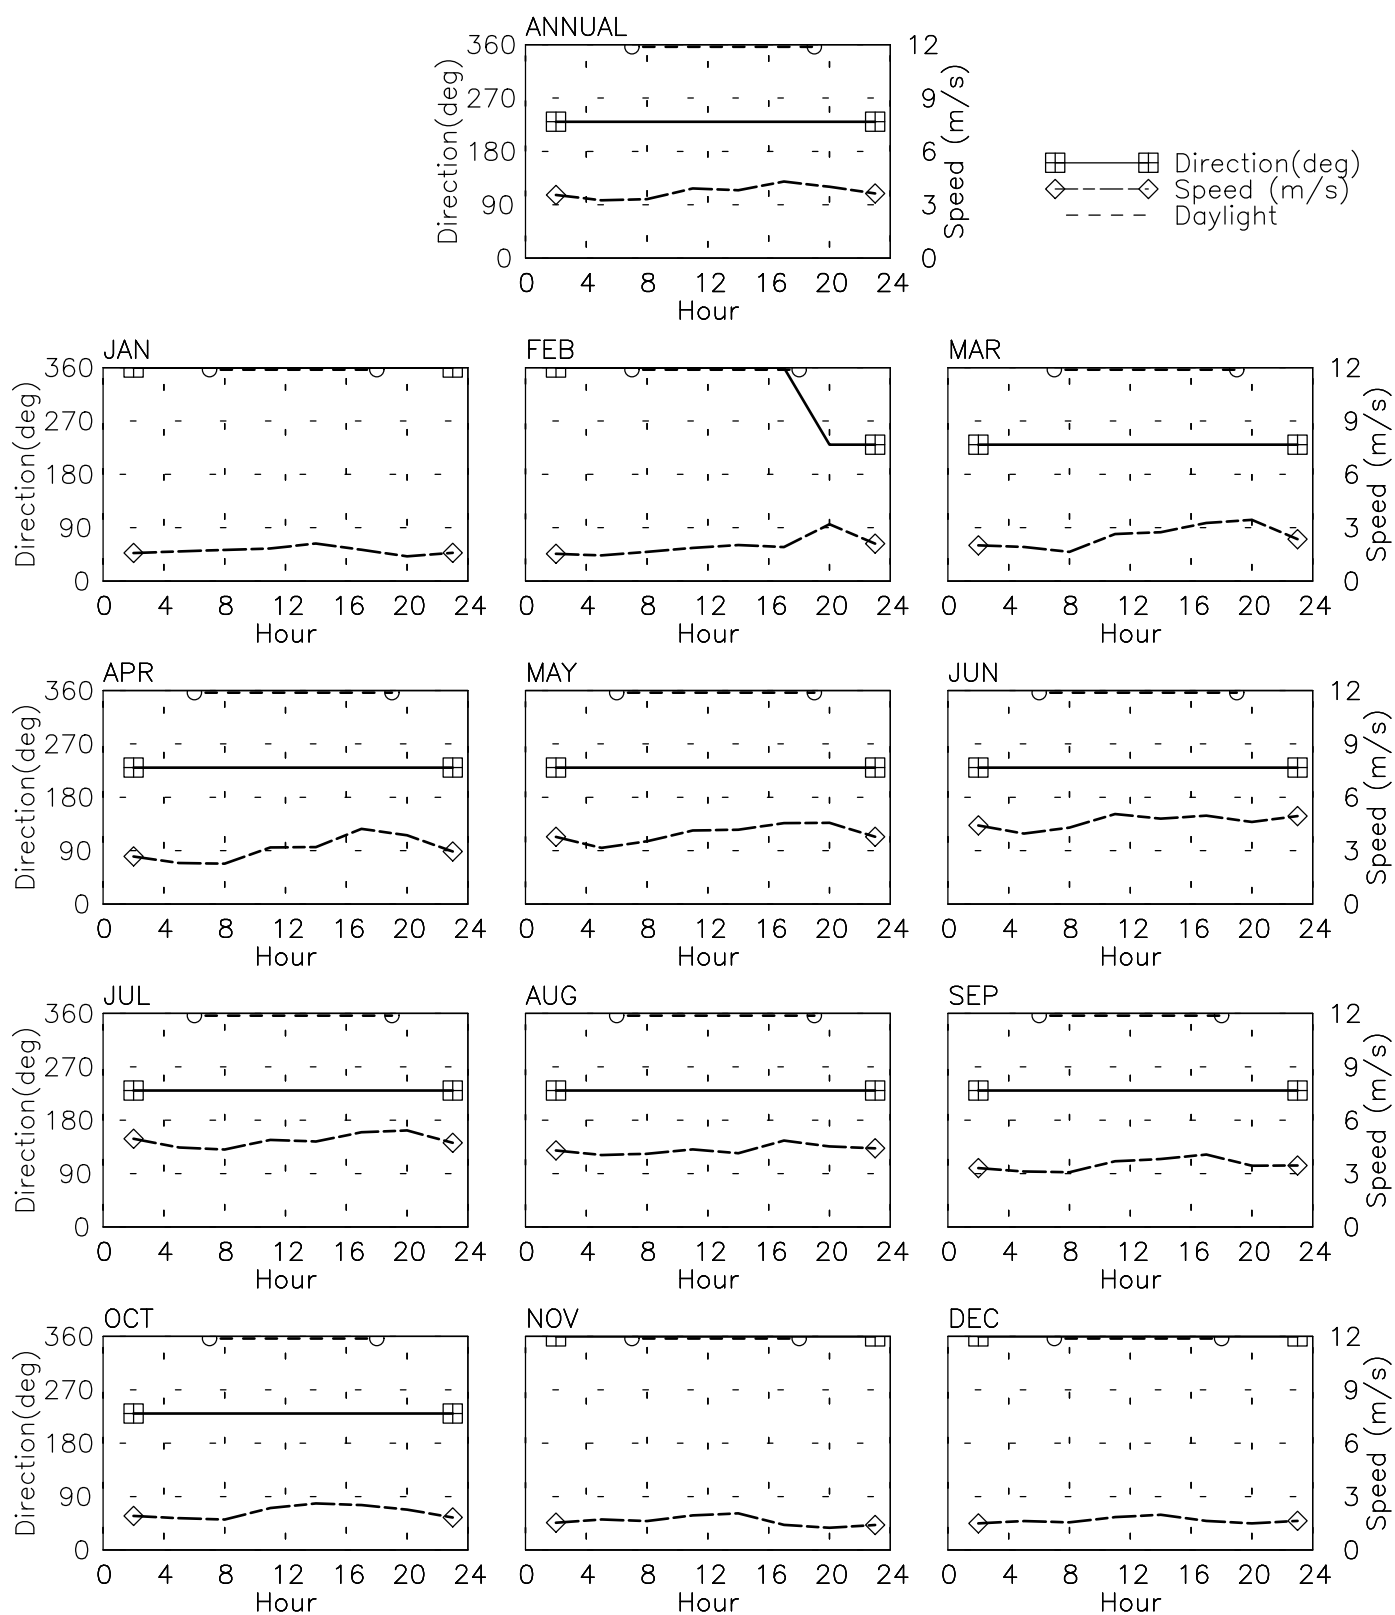 ANNUAL
360 270 180 90 0
Direction(deg)
12 9 6 3 0
Speed (m/s)
0 4 8 12 16 20 24
Hour
Direction(deg)
Speed (m/s)
Daylight
JAN
360 270 180 90 0
Direction(deg)
0 4 8 12 16 20 24
Hour
FEB
0 4 8 12 16 20 24
Hour
MAR
12 9 6 3 0
Speed (m/s)
0 4 8 12 16 20 24
Hour
APR
360 270 180 90 0
Direction(deg)
0 4 8 12 16 20 24
Hour
MAY
0 4 8 12 16 20 24
Hour
JUN
12 9 6 3 0
Speed (m/s)
0 4 8 12 16 20 24
Hour
JUL
360 270 180 90 0
Direction(deg)
0 4 8 12 16 20 24
Hour
AUG
0 4 8 12 16 20 24
Hour
SEP
12 9 6 3 0
Speed (m/s)
0 4 8 12 16 20 24
Hour
OCT
360 270 180 90 0
Direction(deg)
0 4 8 12 16 20 24
Hour
NOV
0 4 8 12 16 20 24
Hour
DEC
12 9 6 3 0
Speed (m/s)
0 4 8 12 16 20 24
Hour